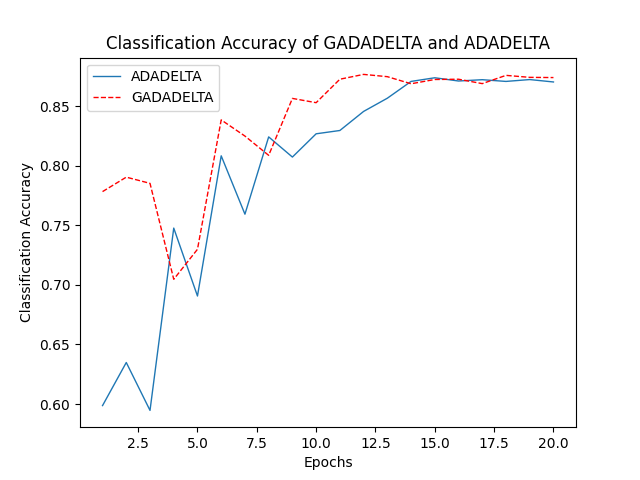 Classification Accuracy of GADADELTA and ADADELTA
ADADELTA
GADADELTA
Classification Accuracy
0.85
0.80
0.75
0.70
0.65
0.60
2.5 5.0 7.5 10.0 12.5 15.0 17.5 20.0
Epochs